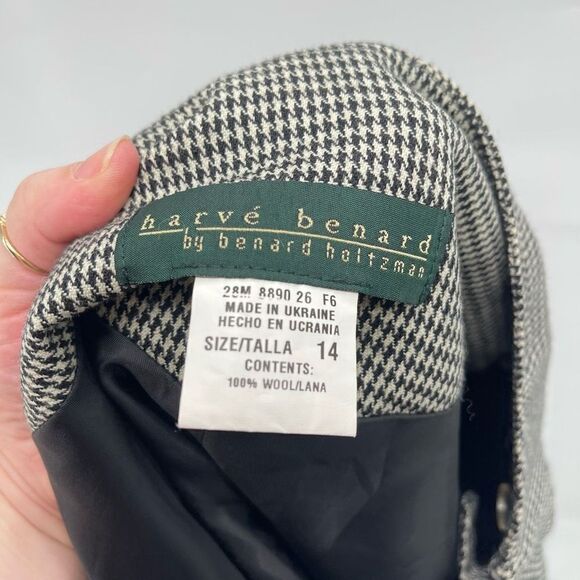 harvé benard
by benard holtzman
28M 8890 26 F6
MADE IN UKRAINE
HECHO EN UCRANIA
SIZE/TALLA 14
CONTENTS:
100% WOOL/LANA